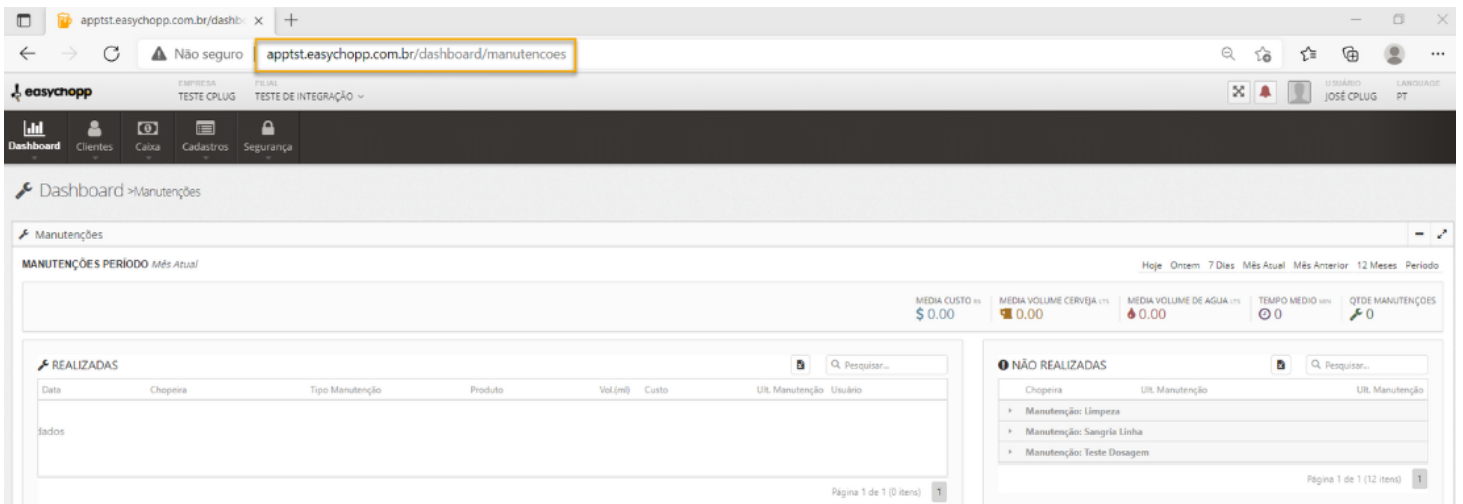 apptst.easychopp.com.br/dashb
Não seguro apptst.easychopp.com.br/dashboard/manutencoes
easychopp
EMPRESA
TESTE CPLUG
FILIAL
TESTE DE INTEGRAÇÃO
USUÁRIO
JOSÉ CPLUG
LANGUAGE
PT
Dashboard Clientes Caixa Cadastros Segurança
Dashboard >Manutenções
Manutenções
MANUTENÇÕES PERÍODO Mês Atual
Hoje Ontem 7 Dias Mês Atual Mês Anterior 12 Meses Período
MEDIA CUSTO R$ MEDIA VOLUME CERVEJA LTS MEDIA VOLUME DE AGUA LTS TEMPO MEDIO MIN QTDE MANUTENÇOES
$ 0.00 0.00 0.00 0 0
REALIZADAS
Pesquisar...
Data Chopeira Tipo Manutenção Produto Vol.(ml) Custo Ult. Manutenção Usuário
dados
Página 1 de 1 (0 itens) 1
NÃO REALIZADAS
Pesquisar...
Chopeira Ult. Manutenção Ult. Manutenção
Manutenção: Limpeza
Manutenção: Sangria Linha
Manutenção: Teste Dosagem
Página 1 de 1 (12 itens) 1